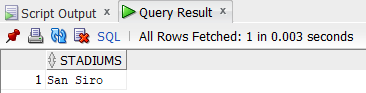 Script Output x Query Result x
SQL | All Rows Fetched: 1 in 0.003 seconds
STADIUMS
1 San Siro